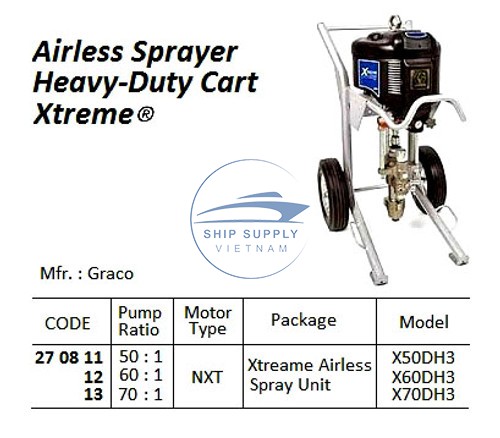 Airless Sprayer
Heavy-Duty Cart
Xtreme®
SHIP SUPPLY
VIETNAM
Mfr. : Graco
CODE Pump Ratio Motor Type Package Model
27 08 11 50 : 1 X50DH3
12 60 : 1 NXT Xtreame Airless Spray Unit X60DH3
13 70 : 1 X70DH3